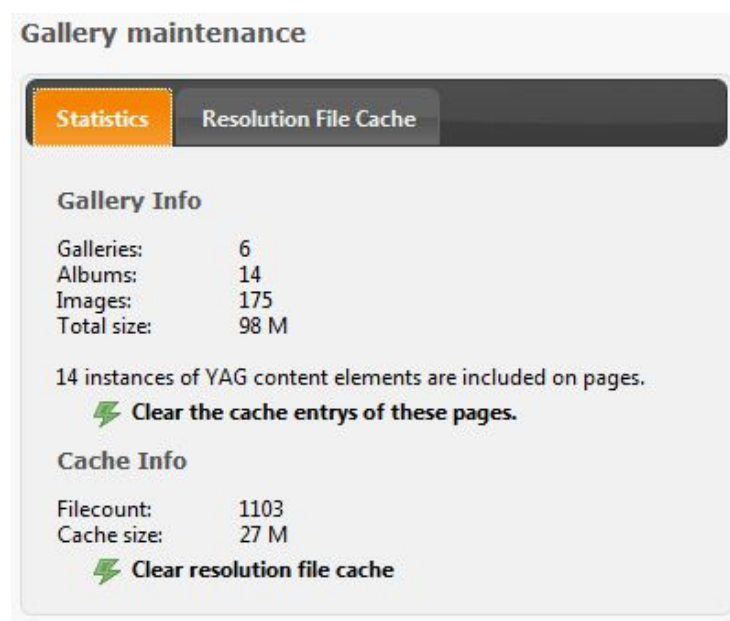 Gallery maintenance
Statistics Resolution File Cache
Gallery Info
Galleries: 6
Albums: 14
Images: 175
Total size: 98 M
14 instances of YAG content elements are included on pages.
Clear the cache entrys of these pages.
Cache Info
Filecount: 1103
Cache size: 27 M
Clear resolution file cache